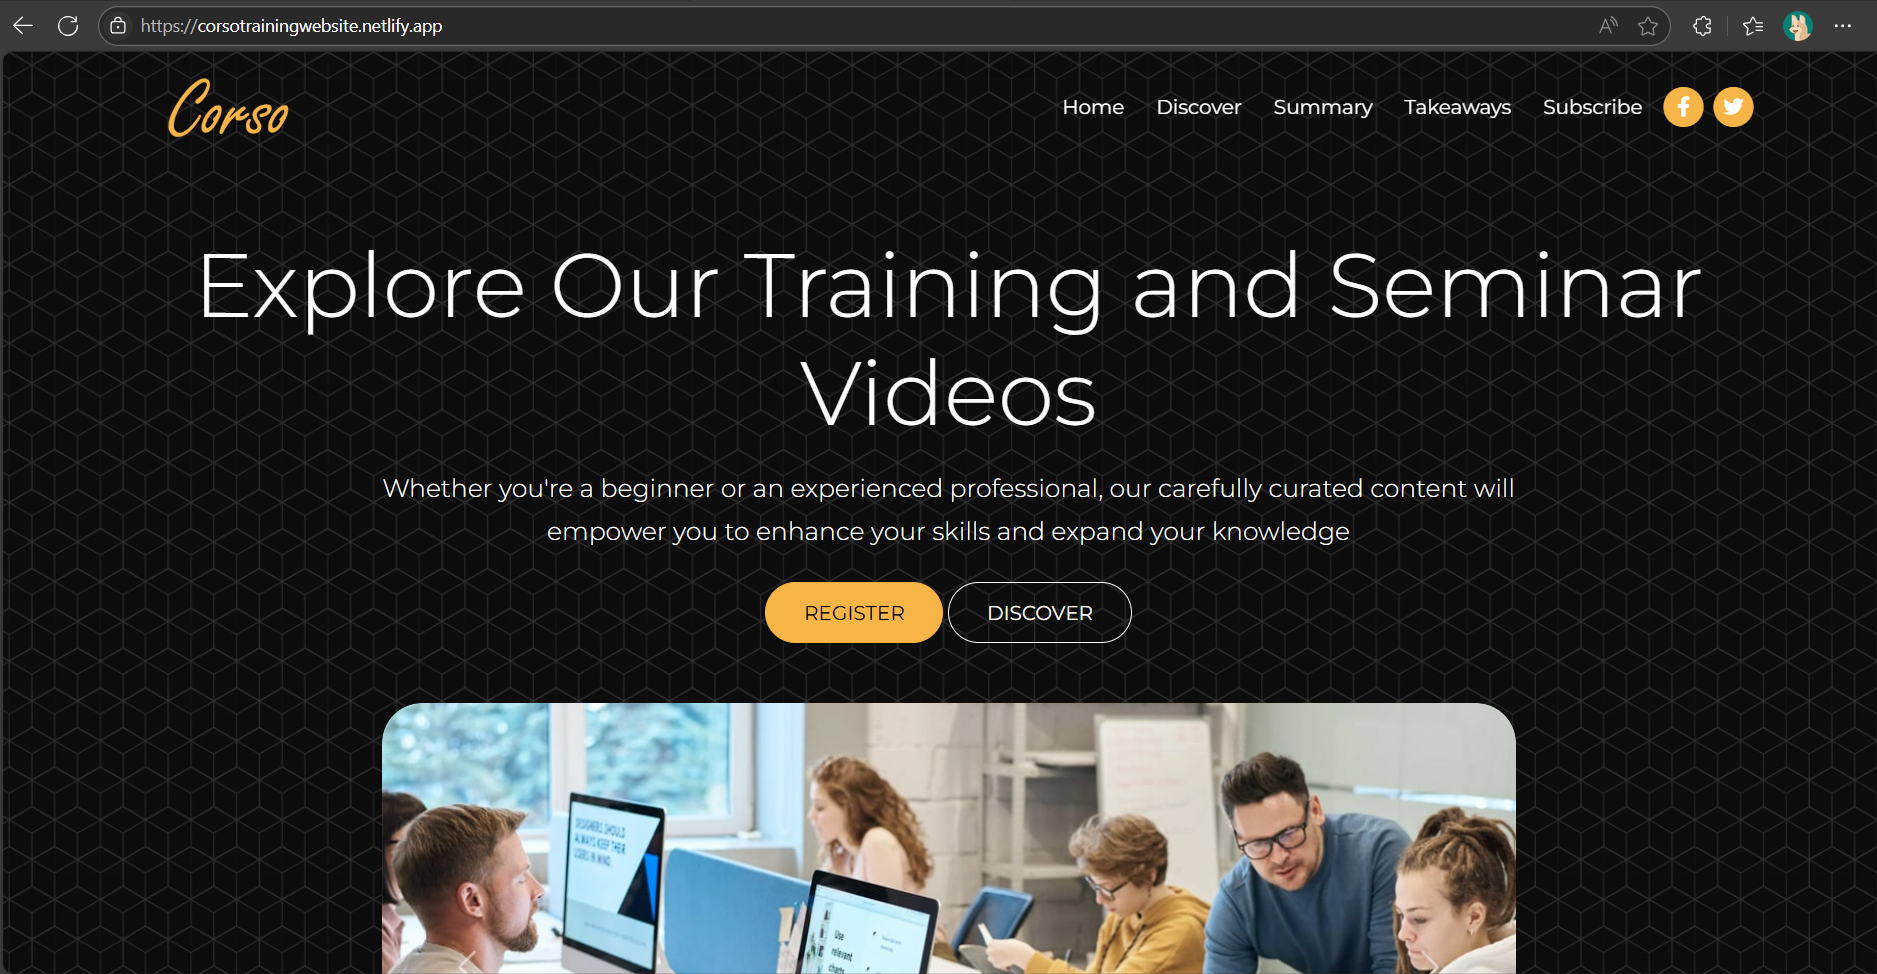 https://corsotrainingwebsite.netlify.app
Corso
Home Discover Summary Takeaways Subscribe
Explore Our Training and Seminar
Videos
Whether you're a beginner or an experienced professional, our carefully curated content will
empower you to enhance your skills and expand your knowledge
REGISTER DISCOVER
DESIGNERS SHOULD
ALWAYS KEEP THEIR
USERS IN MIND.
Use
relevant
charts